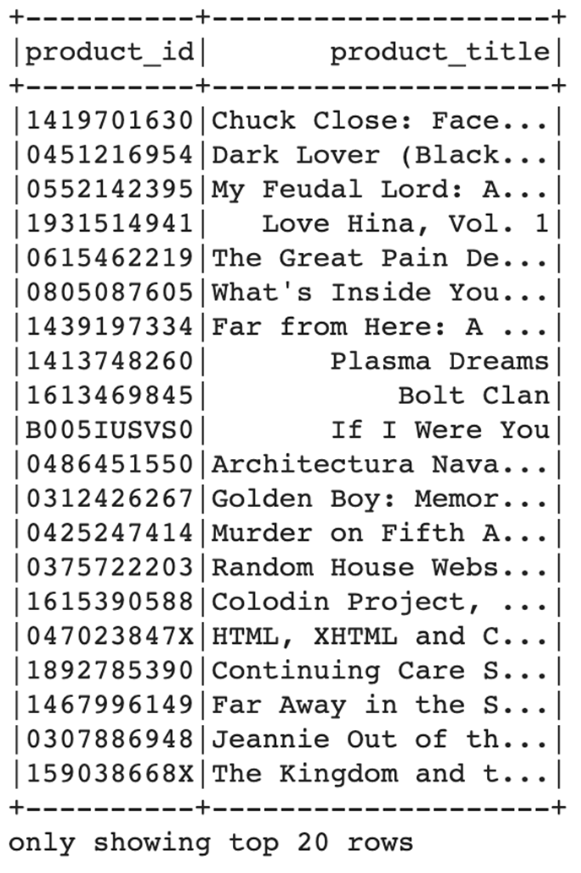 +----------+--------------------+
|product_id|       product_title|
+----------+--------------------+
|1419701630|Chuck Close: Face...|
|0451216954|Dark Lover (Black...|
|0552142395|My Feudal Lord: A...|
|1931514941|   Love Hina, Vol. 1|
|0615462219|The Great Pain De...|
|0805087605|What's Inside You...|
|1439197334|Far from Here: A ...|
|1413748260|       Plasma Dreams|
|1613469845|           Bolt Clan|
|B005IUSVS0|       If I Were You|
|0486451550|Architectura Nava...|
|0312426267|Golden Boy: Memor...|
|0425247414|Murder on Fifth A...|
|0375722203|Random House Webs...|
|1615390588|Colodin Project, ...|
|047023847X|HTML, XHTML and C...|
|1892785390|Continuing Care S...|
|1467996149|Far Away in the S...|
|0307886948|Jeannie Out of th...|
|159038668X|The Kingdom and t...|
+----------+--------------------+
only showing top 20 rows